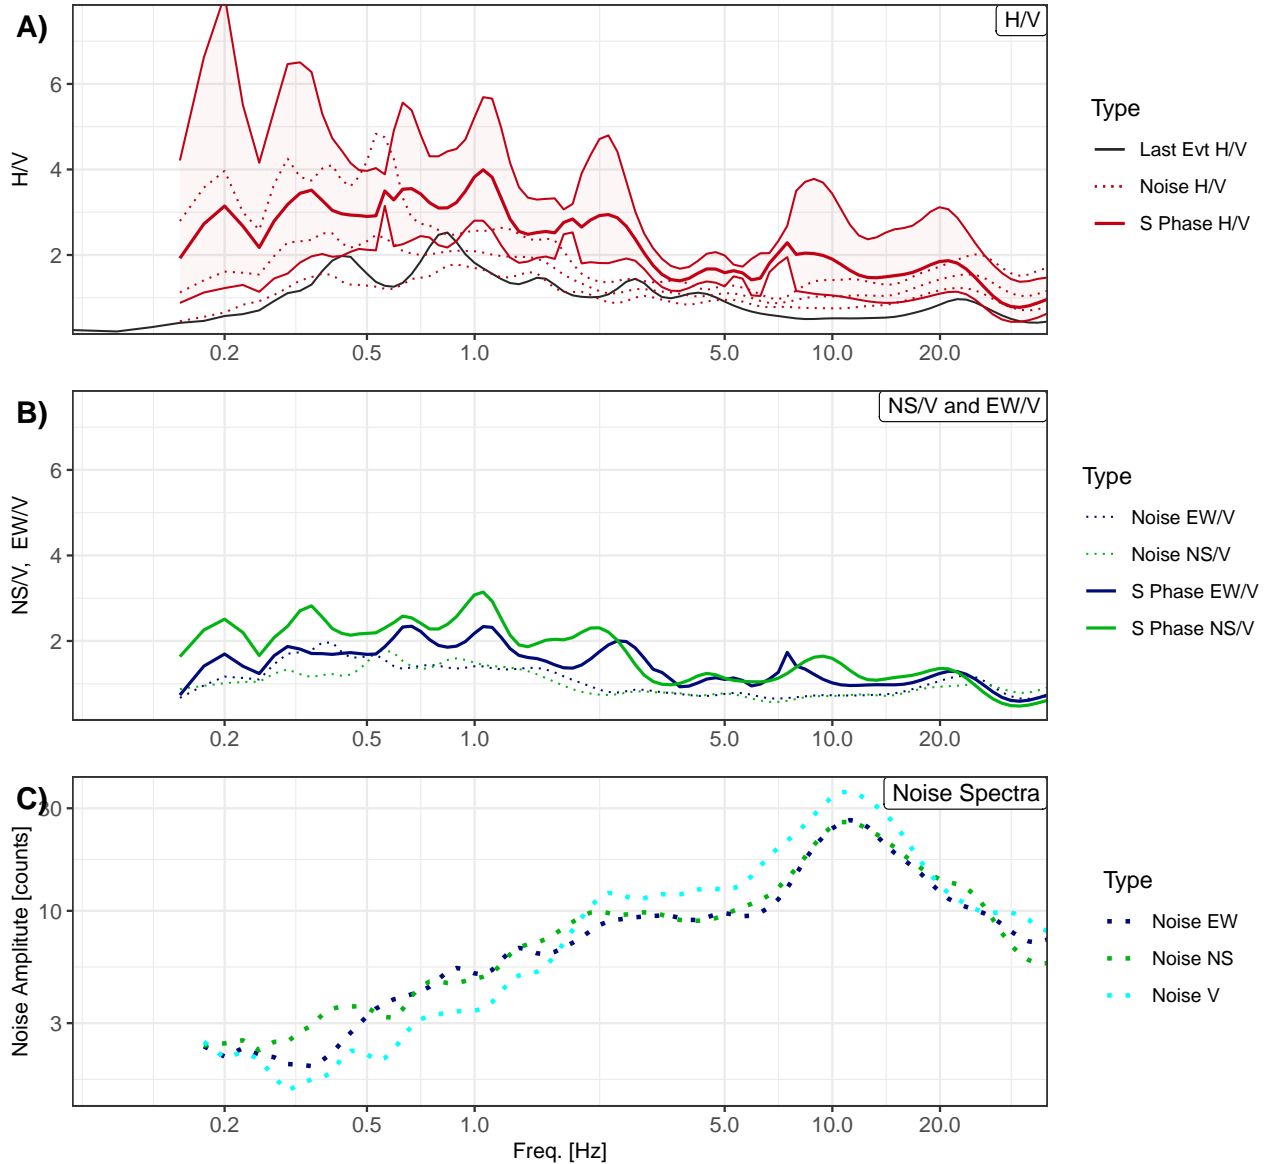 A)
H/V
6
4
2
H/V
0.2 0.5 1.0 5.0 10.0 20.0
Type
Last Evt H/V
Noise H/V
S Phase H/V
B)
NS/V and EW/V
6
4
2
NS/V, EW/V
0.2 0.5 1.0 5.0 10.0 20.0
Type
Noise EW/V
Noise NS/V
S Phase EW/V
S Phase NS/V
C)
Noise Spectra
30
10
3
Noise Amplitute [counts]
0.2 0.5 1.0 5.0 10.0 20.0
Freq. [Hz]
Type
Noise EW
Noise NS
Noise V